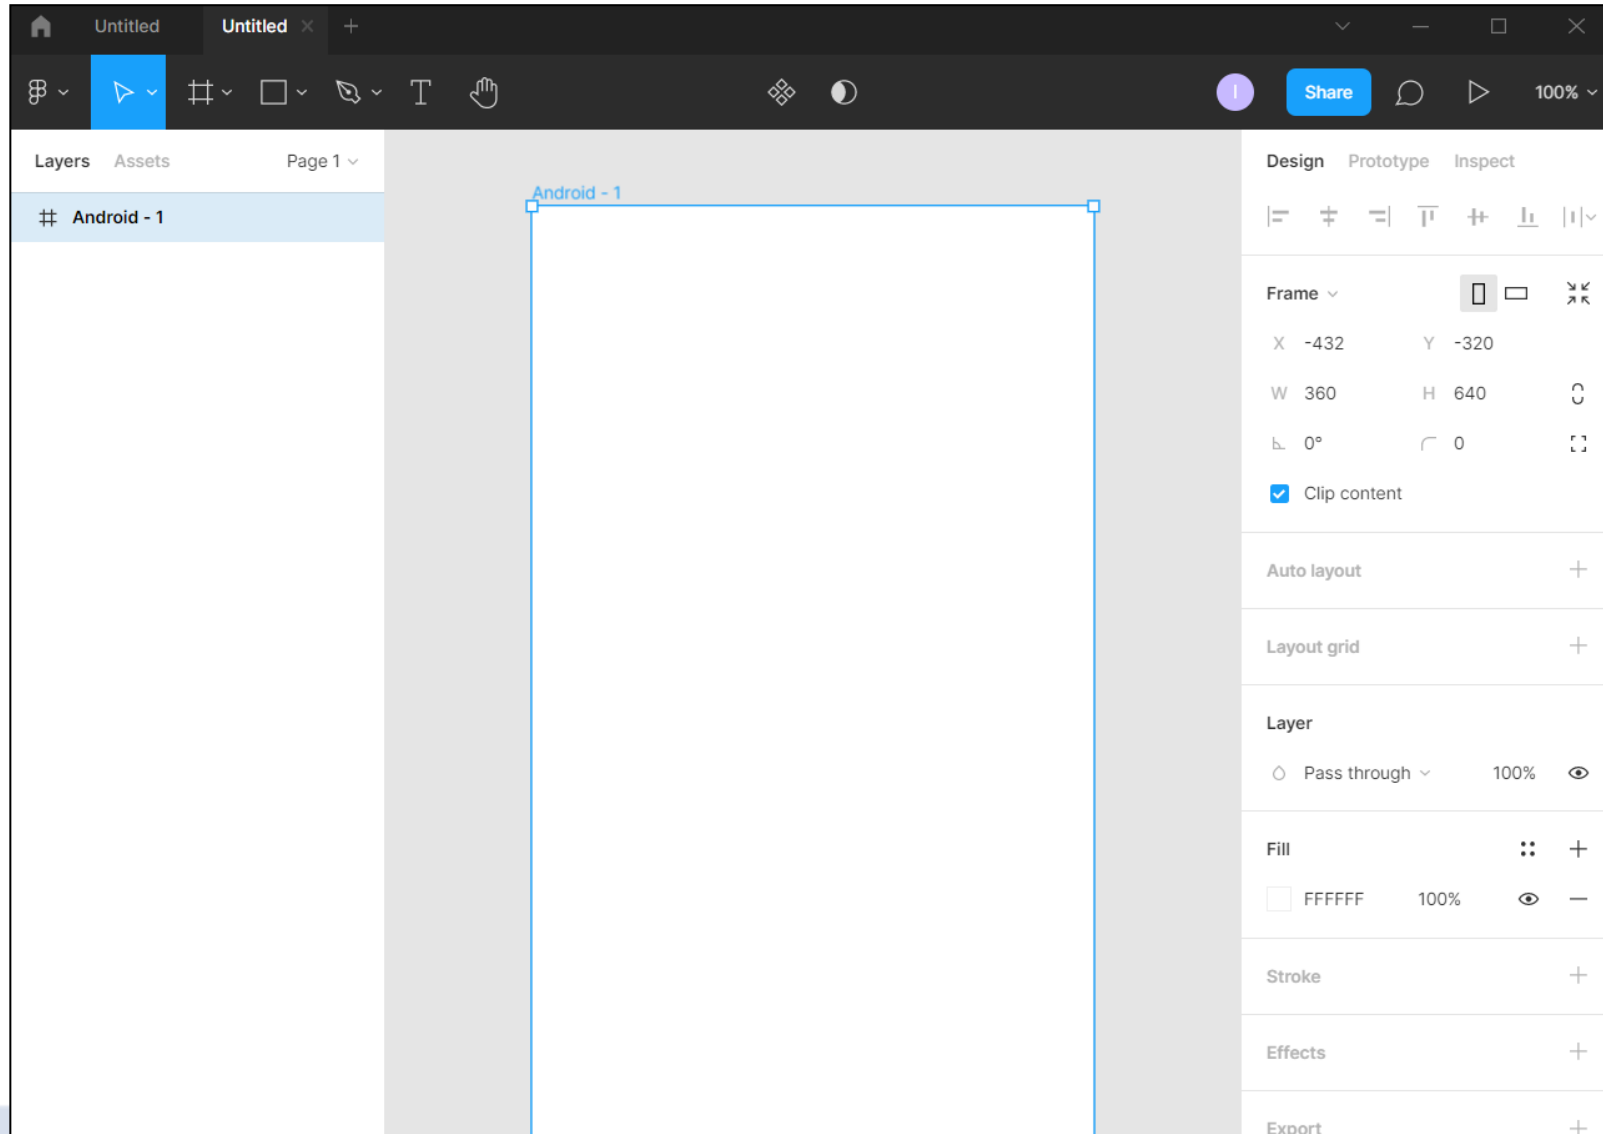 Untitled
Untitled
T
I
Share
100%
Layers
Assets
Page 1
Android - 1
Android - 1
Design
Prototype
Inspect
Frame
X -432
Y -320
W 360
H 640
0°
0
Clip content
Auto layout
Layout grid
Layer
Pass through
100%
Fill
FFFFFF
100%
Stroke
Effects
Export